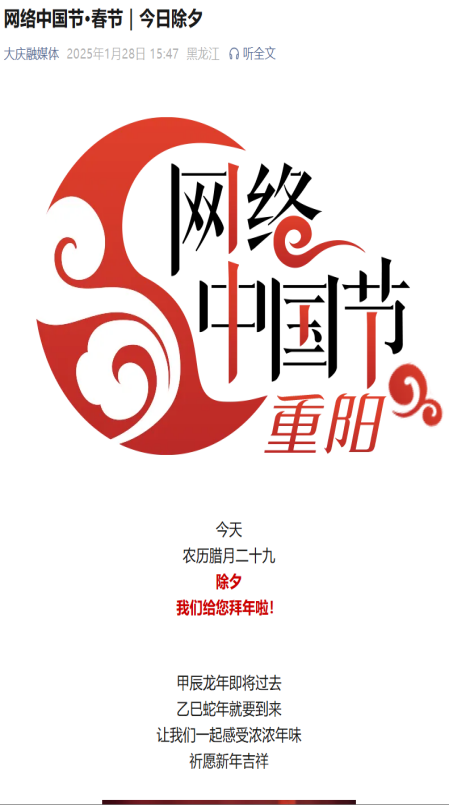 网络中国节·春节｜今日除夕
大庆融媒体 2025年1月28日 15:47 黑龙江 听全文
网络
中国节
重阳
今天
农历腊月二十九
除夕
我们给您拜年啦！
甲辰龙年即将过去
乙巳蛇年就要到来
让我们一起感受浓浓年味
祈愿新年吉祥